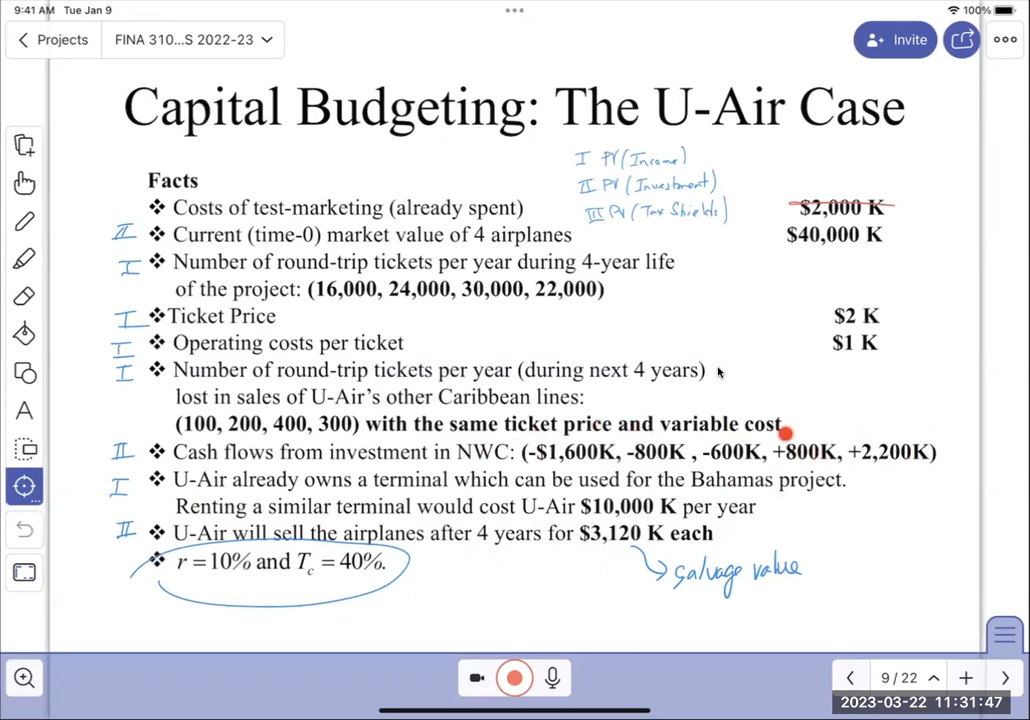 9:41 AM Tue Jan 9
100%
Projects
FINA 310...S 2022-23
Invite
Capital Budgeting: The U-Air Case
I PV(Income)
II PV(Investment)
III PV(Tax Shields)
Facts
❖ Costs of test-marketing (already spent) $2,000 K
II ❖ Current (time-0) market value of 4 airplanes $40,000 K
I ❖ Number of round-trip tickets per year during 4-year life
of the project: (16,000, 24,000, 30,000, 22,000)
I ❖ Ticket Price $2 K
I ❖ Operating costs per ticket $1 K
I ❖ Number of round-trip tickets per year (during next 4 years)
lost in sales of U-Air's other Caribbean lines:
(100, 200, 400, 300) with the same ticket price and variable cost
II ❖ Cash flows from investment in NWC: (-$1,600K, -800K , -600K, +800K, +2,200K)
I ❖ U-Air already owns a terminal which can be used for the Bahamas project.
Renting a similar terminal would cost U-Air $10,000 K per year
II ❖ U-Air will sell the airplanes after 4 years for $3,120 K each
❖ r = 10% and Tc = 40%.
salvage value
9 / 22
2023-03-22 11:31:47